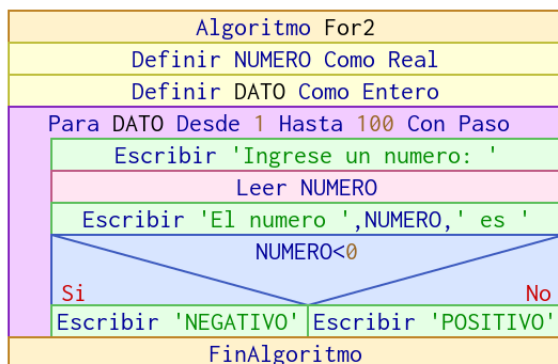 Algoritmo For2
Definir NUMERO Como Real
Definir DATO Como Entero
Para DATO Desde 1 Hasta 100 Con Paso
Escribir 'Ingrese un numero: '
Leer NUMERO
Escribir 'El numero ',NUMERO,' es '
NUMERO<0
Si No
Escribir 'NEGATIVO' Escribir 'POSITIVO'
FinAlgoritmo